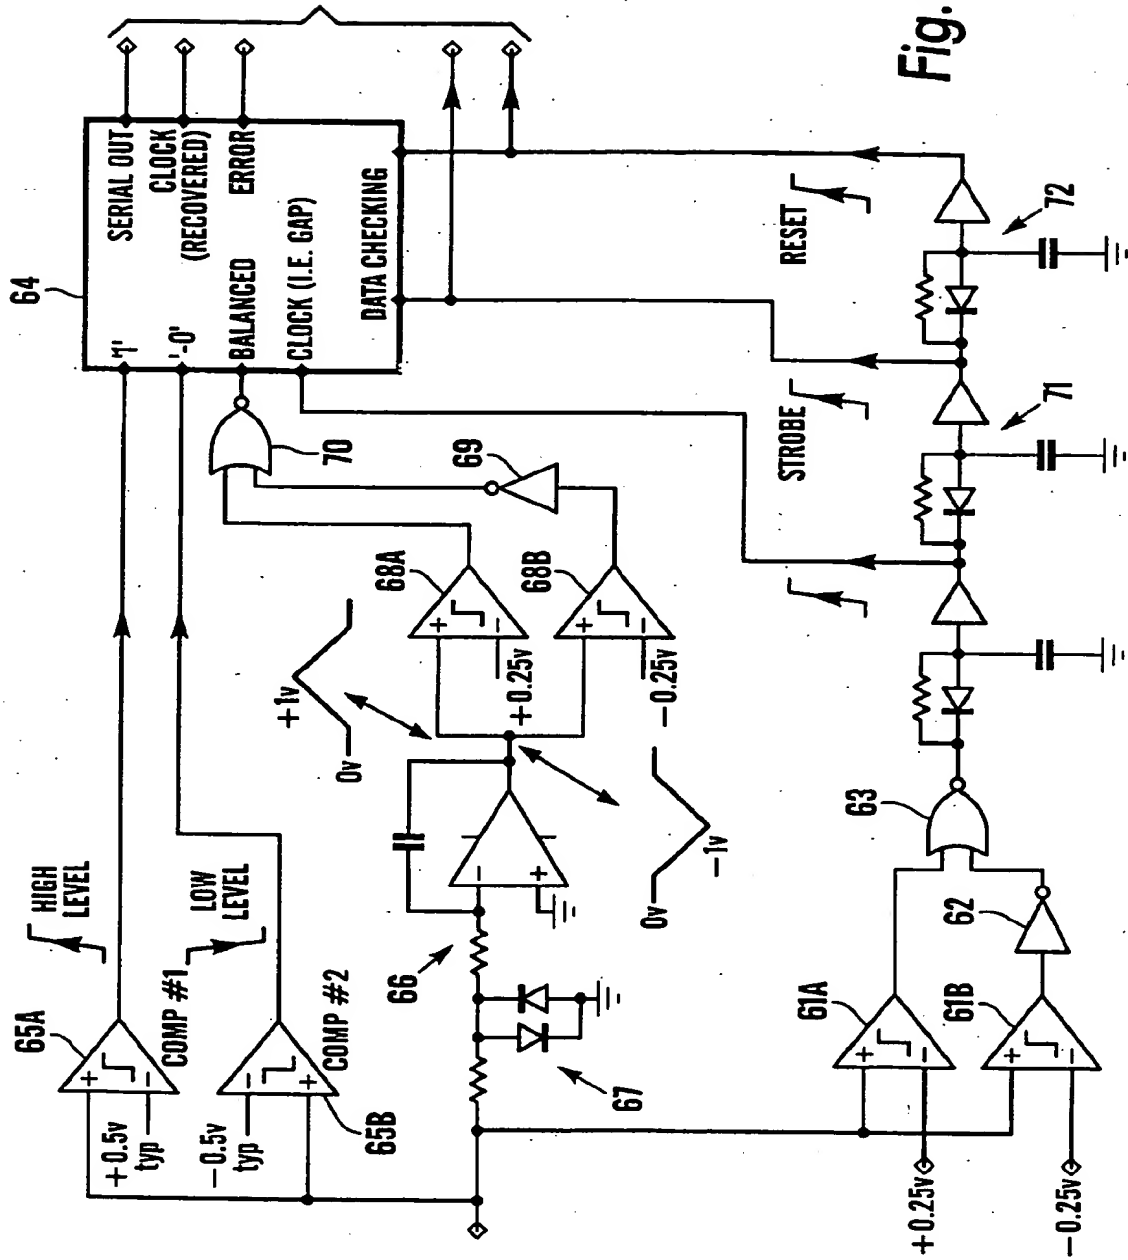 Fig.
64
'1'
'-0'
BALANCED
CLOCK (I.E. GAP)
SERIAL OUT
CLOCK
(RECOVERED)
ERROR
DATA CHECKING
HIGH
LEVEL
LOW
LEVEL
65A
COMP #1
+0.5v
typ
-0.5v
typ
COMP #2
65B
66
67
+1v
0v
0v
-1v
68A
+
-
+0.25v
68B
+
-
-0.25v
69
70
+
-
-
+
-
+
61A
+
-
61B
+
-
+0.25v
-0.25v
62
63
STROBE
71
RESET
72